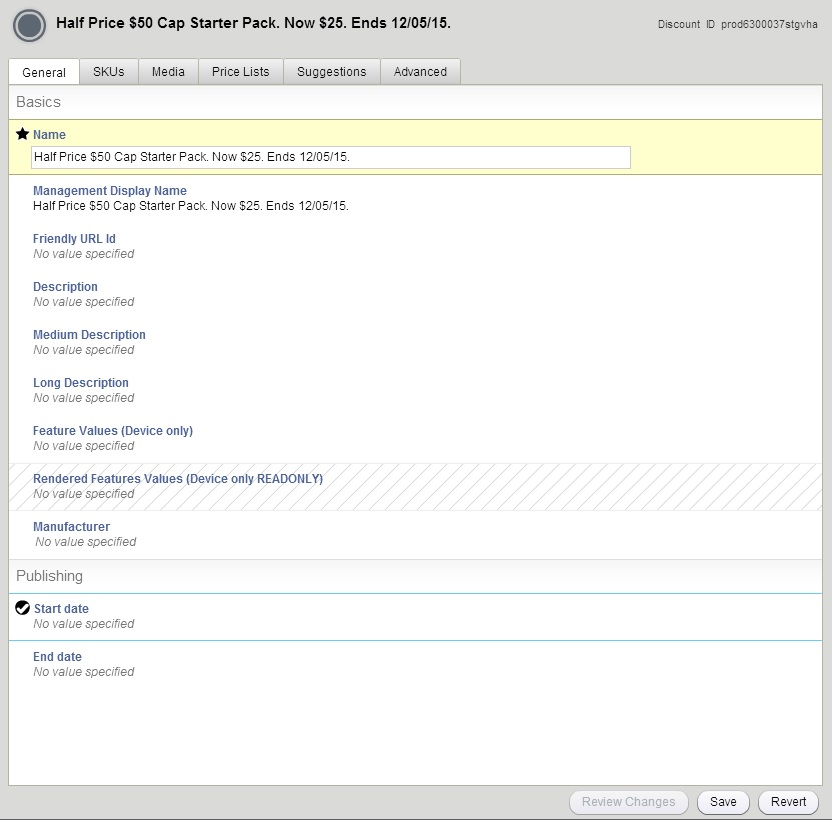 Half Price $50 Cap Starter Pack. Now $25. Ends 12/05/15.
Discount ID prod6300037stgvha
General SKUs Media Price Lists Suggestions Advanced
Basics
Name
Half Price $50 Cap Starter Pack. Now $25. Ends 12/05/15.
Management Display Name
Half Price $50 Cap Starter Pack. Now $25. Ends 12/05/15.
Friendly URL Id
No value specified
Description
No value specified
Medium Description
No value specified
Long Description
No value specified
Feature Values (Device only)
No value specified
Rendered Features Values (Device only READONLY)
No value specified
Manufacturer
No value specified
Publishing
Start date
No value specified
End date
No value specified
Review Changes Save Revert